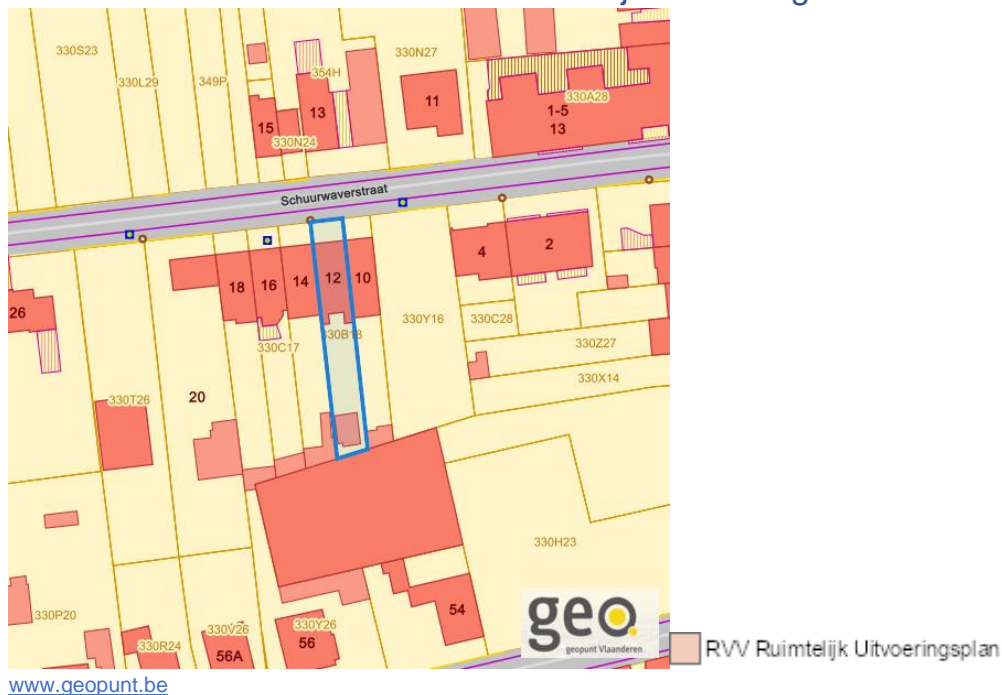 330S23
330L29
349P
354H
330N27
15
13
330N24
11
330A28
1-5
13
Schuurwaverstraat
18
16
14
12
10
4
2
26
330C17
330B18
330Y16
330C28
330Z27
330X14
330T26
20
330H23
330P20
330R24
330V26
56A
330Y26
56
54
geo
geopunt Vlaanderen
RVV Ruimtelijk Uitvoeringsplan
www.geopunt.be